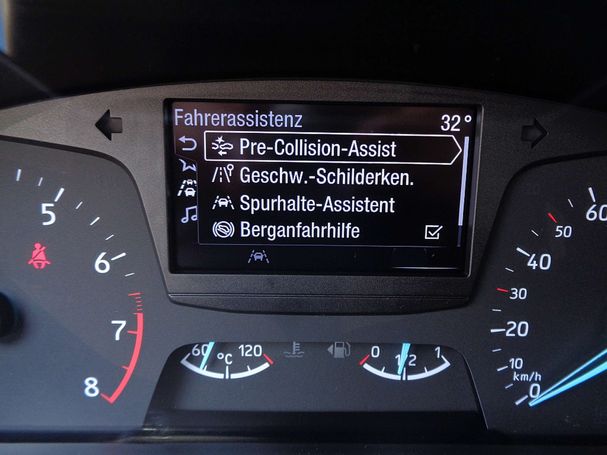 Fahrerassistenz 32°
Pre-Collision-Assist
Geschw.-Schilderken.
Spurhalte-Assistent
Berganfahrhilfe
5
6
7
8
60 °C 120
0 1/2 1
60
50
40
30
20
10
km/h
0